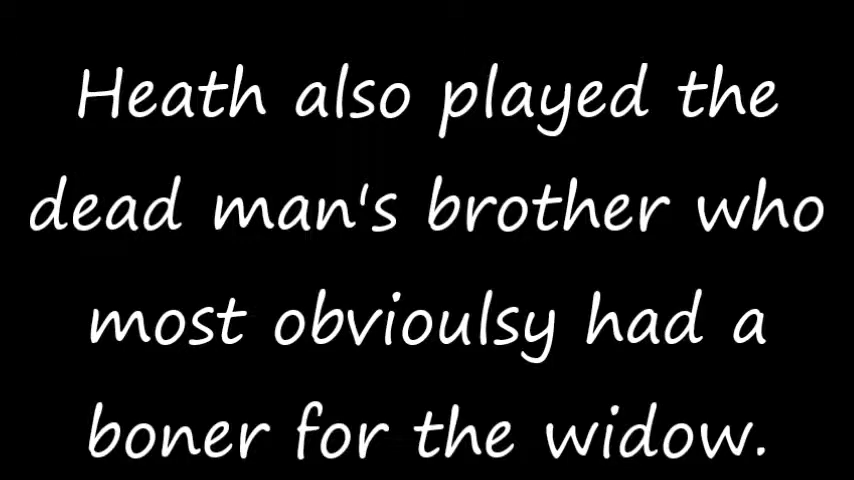 Heath also played the
dead man's brother who
most obvioulsy had a
boner for the widow.